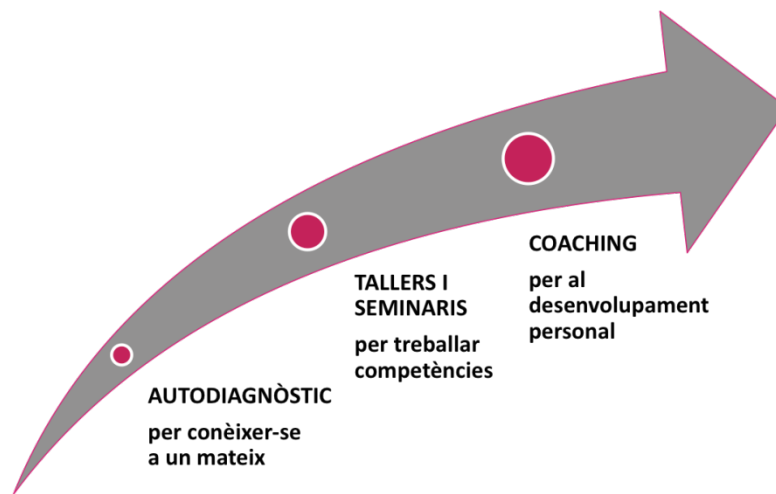 AUTODIAGNÒSTIC
per conèixer-se
a un mateix
TALLERS I
SEMINARIS
per treballar
competències
COACHING
per al
desenvolupament
personal